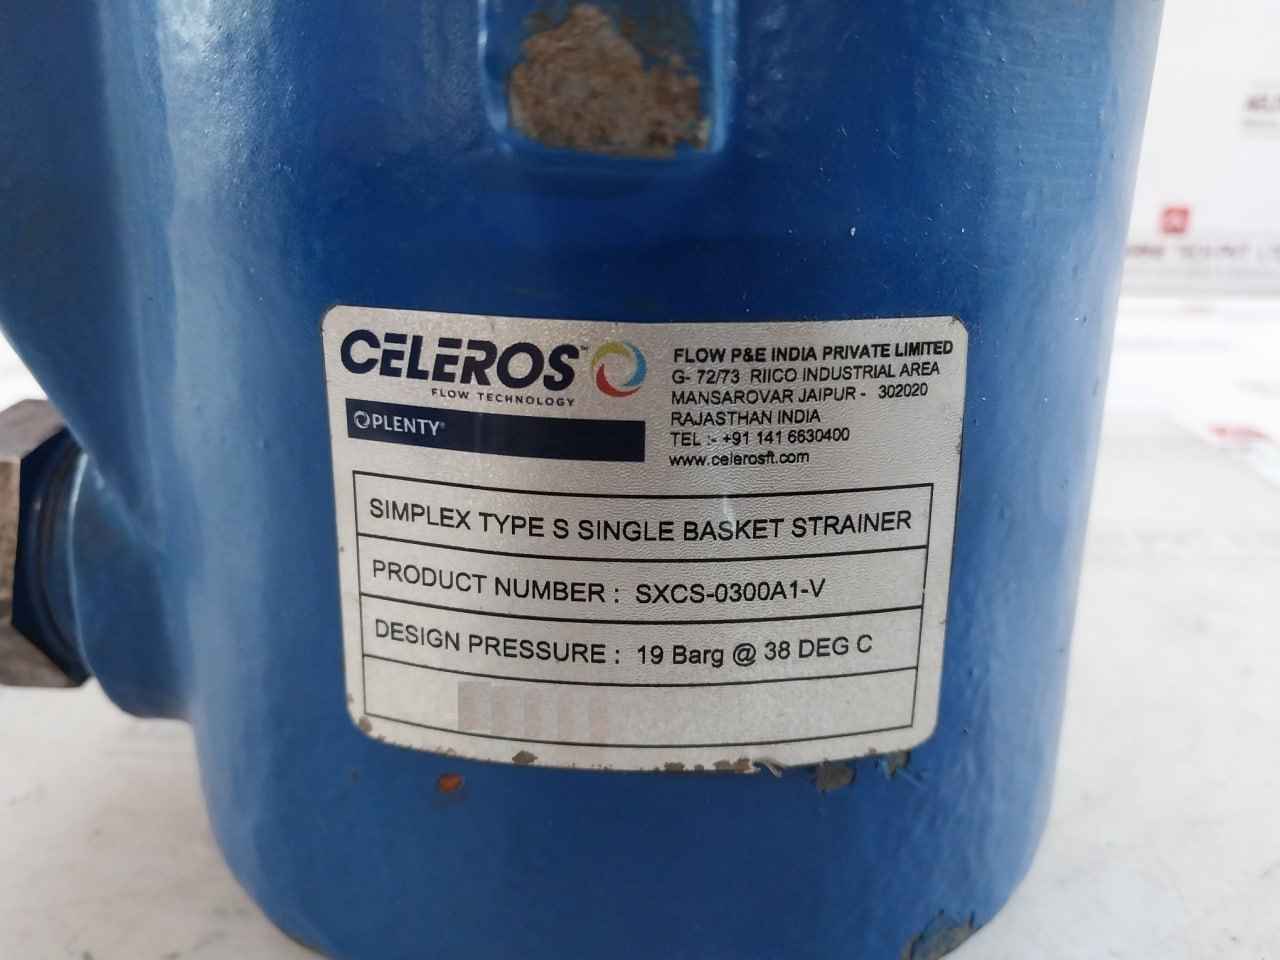 CELEROS™
FLOW TECHNOLOGY
PLENTY®
FLOW P&E INDIA PRIVATE LIMITED
G- 72/73 RIICO INDUSTRIAL AREA
MANSAROVAR JAIPUR - 302020
RAJASTHAN INDIA
TEL :- +91 141 6630400
www.celerosft.com
SIMPLEX TYPE S SINGLE BASKET STRAINER
PRODUCT NUMBER : SXCS-0300A1-V
DESIGN PRESSURE : 19 Barg @ 38 DEG C